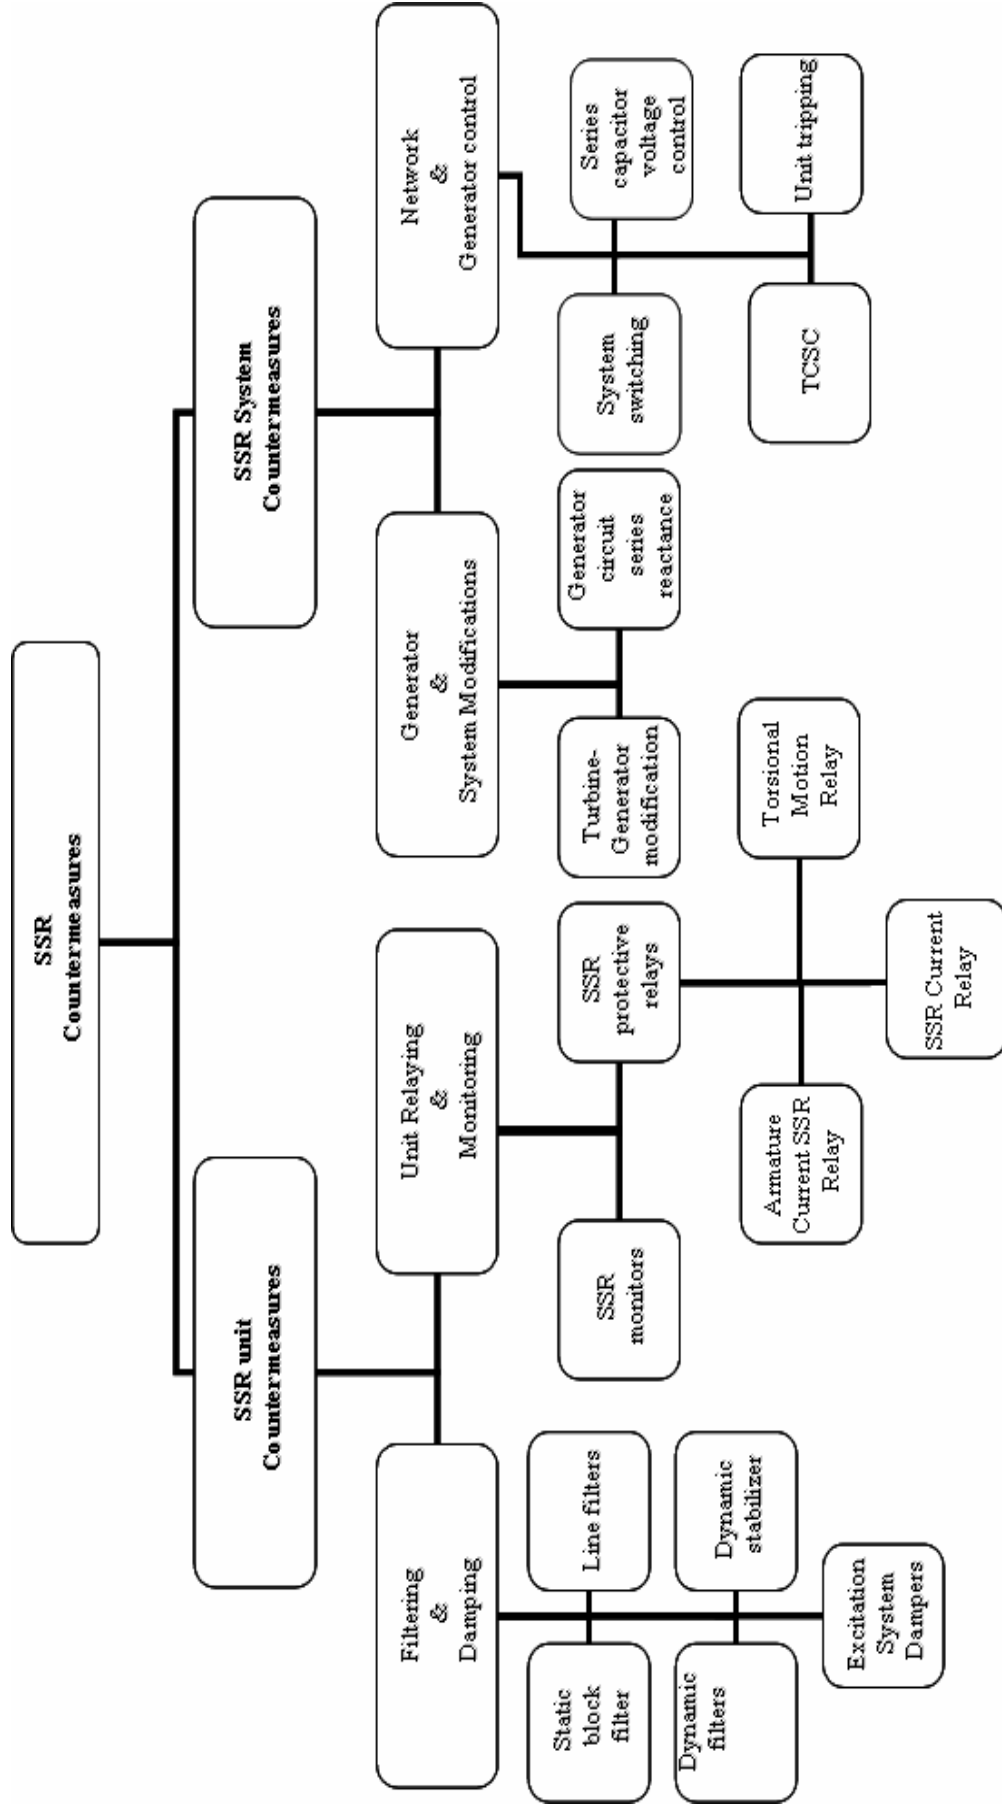 SSR
Countermeasures
SSR unit
Countermeasures
SSR System
Countermeasures
Filtering
&
Damping
Unit Relaying
&
Monitoring
Generator
&
System Modifications
Network
&
Generator control
Static
block
filter
Line filters
Dynamic
filters
Dynamic
stabilizer
Excitation
System
Dampers
SSR
monitors
SSR
protective
relays
Armature
Current SSR
Relay
Torsional
Motion
Relay
SSR Current
Relay
Turbine-
Generator
modification
Generator
circuit
series
reactance
System
switching
Series
capacitor
voltage
control
TCSC
Unit tripping